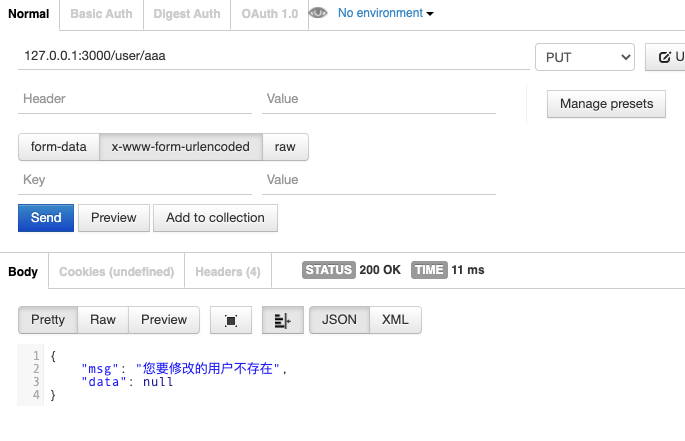 Normal Basic Auth Digest Auth OAuth 1.0 No environment
127.0.0.1:3000/user/aaa PUT U
Header Value Manage presets
form-data x-www-form-urlencoded raw
Key Value
Send Preview Add to collection
Body Cookies (undefined) Headers (4) STATUS 200 OK TIME 11 ms
Pretty Raw Preview JSON XML
1 {
2 "msg": "您要修改的用户不存在",
3 "data": null
4 }